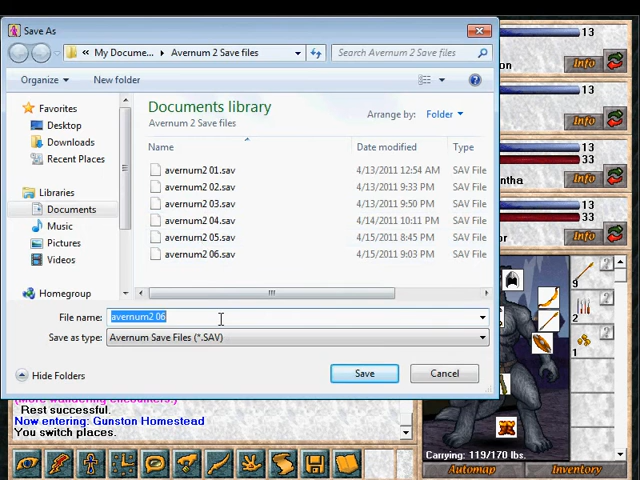 Save As
« My Docume... ▸ Avernum 2 Save files
Search Avernum 2 Save files
Organize
New folder
Favorites
Desktop
Downloads
Recent Places
Libraries
Documents
Music
Pictures
Videos
Homegroup
Documents library
Avernum 2 Save files
Arrange by: Folder
Name Date modified Type
avernum2 01.sav 4/13/2011 12:54 AM SAV File
avernum2 02.sav 4/13/2011 9:33 PM SAV File
avernum2 03.sav 4/13/2011 9:50 PM SAV File
avernum2 04.sav 4/14/2011 10:11 PM SAV File
avernum2 05.sav 4/15/2011 8:45 PM SAV File
avernum2 06.sav 4/15/2011 9:03 PM SAV File
File name: avernum2 06
Save as type: Avernum Save Files (*.SAV)
Hide Folders
Save
Cancel
13
on
Info
13
Info
13
33
ntha
Info
13
33
or
Info
9
(More wandering encounters.)
Rest successful.
Now entering: Gunston Homestead
You switch places.
Carrying: 119/170 lbs.
Automap
Inventory